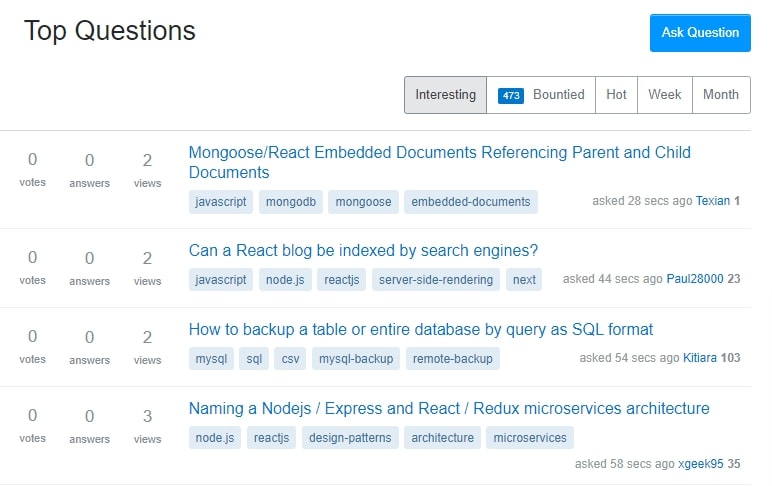 Top Questions
Ask Question
Interesting 473 Bountied Hot Week Month
0 0 2 Mongoose/React Embedded Documents Referencing Parent and Child
votes answers views Documents
javascript mongodb mongoose embedded-documents asked 28 secs ago Texian 1
0 0 2 Can a React blog be indexed by search engines?
votes answers views javascript node.js reactjs server-side-rendering next asked 44 secs ago Paul28000 23
0 0 2 How to backup a table or entire database by query as SQL format
votes answers views mysql sql csv mysql-backup remote-backup asked 54 secs ago Kitiara 103
0 0 3 Naming a Nodejs / Express and React / Redux microservices architecture
votes answers views node.js reactjs design-patterns architecture microservices
asked 58 secs ago xgeek95 35